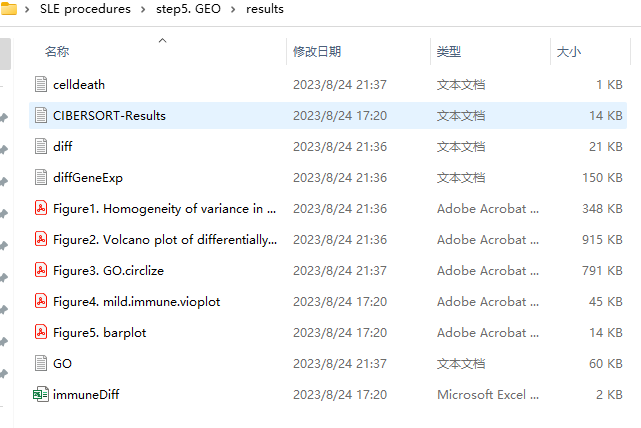 SLE procedures > step5. GEO > results
名称 修改日期 类型 大小
celldeath 2023/8/24 21:37 文本文档 1 KB
CIBERSORT-Results 2023/8/24 17:20 文本文档 14 KB
diff 2023/8/24 21:36 文本文档 21 KB
diffGeneExp 2023/8/24 21:36 文本文档 150 KB
Figure1. Homogeneity of variance in ... 2023/8/24 21:36 Adobe Acrobat ... 348 KB
Figure2. Volcano plot of differentially... 2023/8/24 21:36 Adobe Acrobat ... 915 KB
Figure3. GO.circlize 2023/8/24 21:37 Adobe Acrobat ... 791 KB
Figure4. mild.immune.vioplot 2023/8/24 17:20 Adobe Acrobat ... 45 KB
Figure5. barplot 2023/8/24 17:20 Adobe Acrobat ... 14 KB
GO 2023/8/24 21:37 文本文档 60 KB
immuneDiff 2023/8/24 17:20 Microsoft Excel ... 2 KB